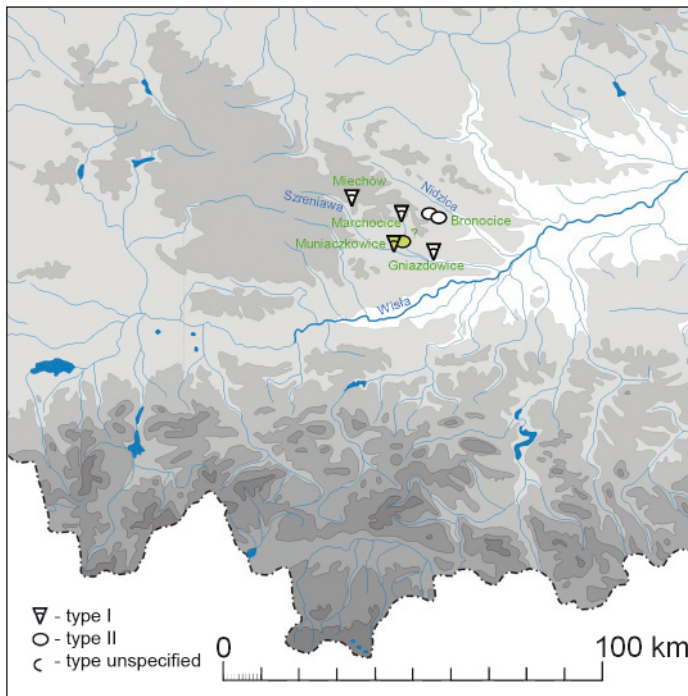 Miechów
Szreniawa
Nidzica
Marchocice
Bronocice
?
Muniaczkowice
Gniazdowice
Wisła
- type I
- type II
- type unspecified
0
100 km